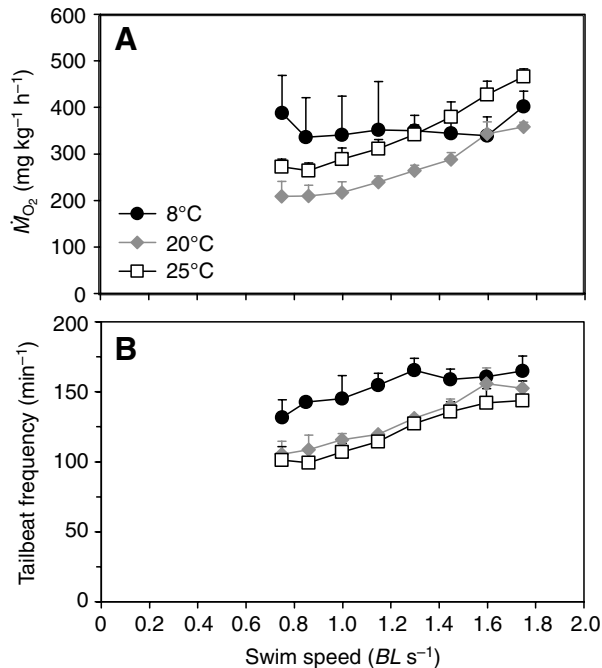 600
A
500
400
300
200
100
0
ṀO₂ (mg kg⁻¹ h⁻¹)
8°C
20°C
25°C
200
B
150
100
50
0
Tailbeat frequency (min⁻¹)
0 0.2 0.4 0.6 0.8 1.0 1.2 1.4 1.6 1.8 2.0
Swim speed (BL s⁻¹)